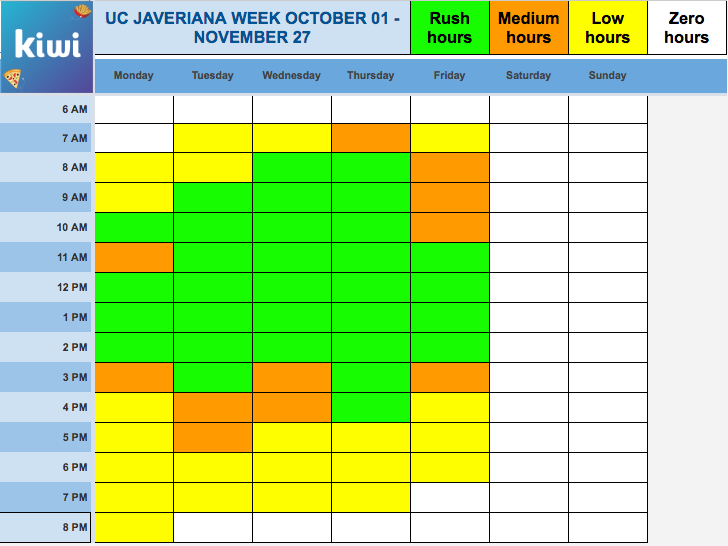 kiwi
UC JAVERIANA WEEK OCTOBER 01 -
NOVEMBER 27
Rush
hours
Medium
hours
Low
hours
Zero
hours
Monday Tuesday Wednesday Thursday Friday Saturday Sunday
6 AM
7 AM
8 AM
9 AM
10 AM
11 AM
12 PM
1 PM
2 PM
3 PM
4 PM
5 PM
6 PM
7 PM
8 PM